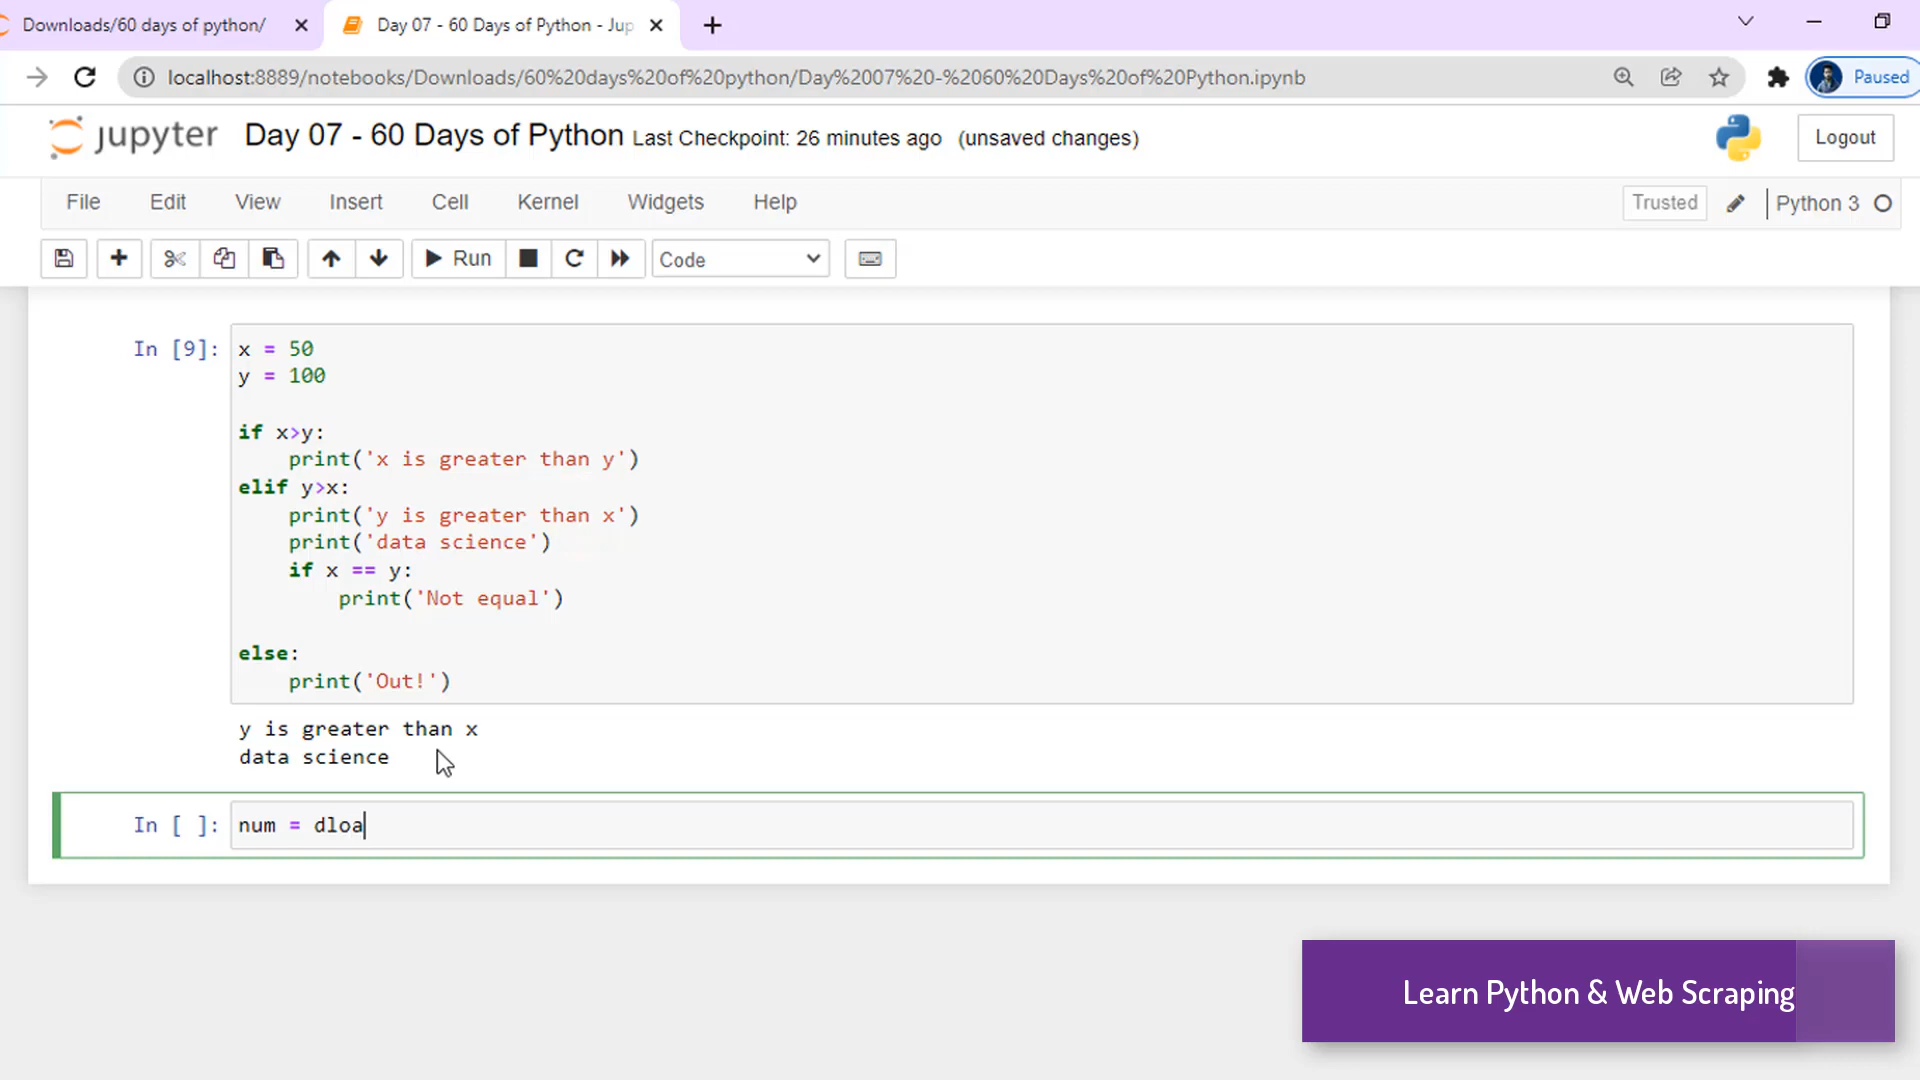 Downloads/60 days of python/
Day 07 - 60 Days of Python - Jup
localhost:8889/notebooks/Downloads/60%20days%20of%20python/Day%2007%20-%2060%20Days%20of%20Python.ipynb
Paused
jupyter Day 07 - 60 Days of Python Last Checkpoint: 26 minutes ago (unsaved changes)
Logout
File Edit View Insert Cell Kernel Widgets Help
Trusted
Python 3
Run
Code
In [9]:
x = 50
y = 100
if x>y:
print('x is greater than y')
elif y>x:
print('y is greater than x')
print('data science')
if x == y:
print('Not equal')
else:
print('Out!')
y is greater than x
data science
In [ ]: num = dloa
Learn Python & Web Scraping